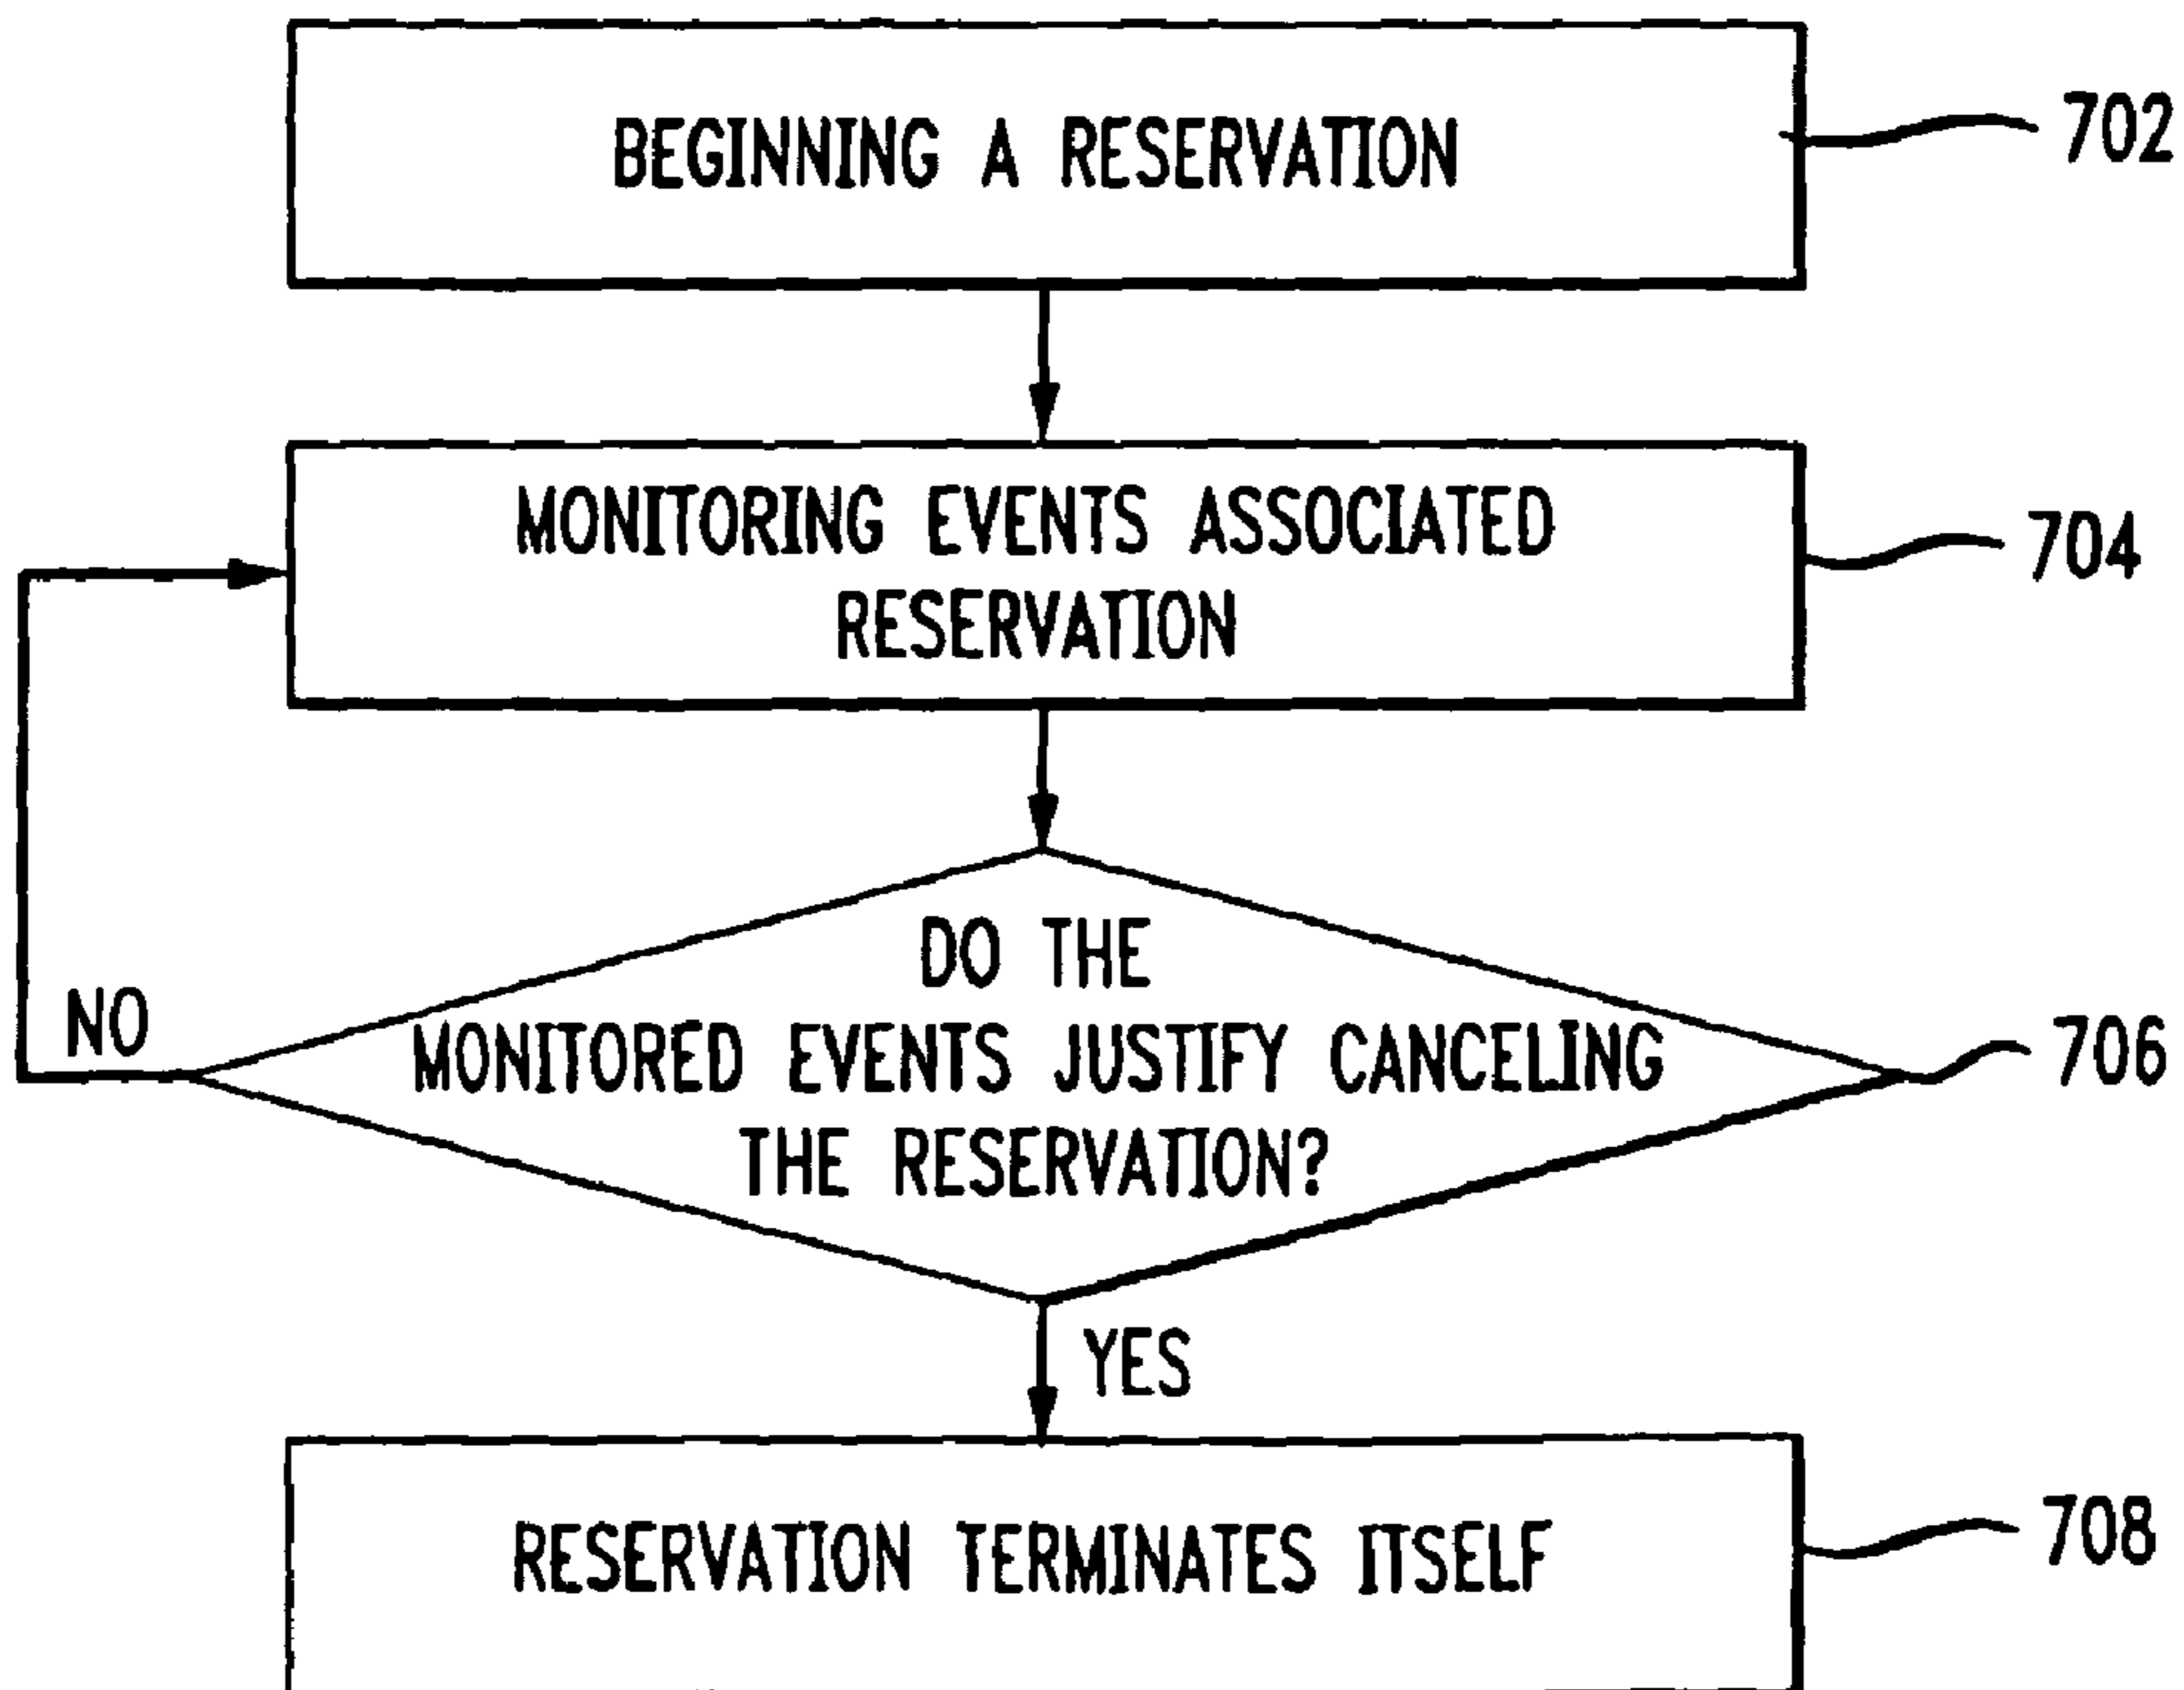 BEGINNING A RESERVATION
702
MONITORING EVENTS ASSOCIATED
RESERVATION
704
DO THE
MONITORED EVENTS JUSTIFY CANCELING
THE RESERVATION?
706
NO
YES
RESERVATION TERMINATES ITSELF
708